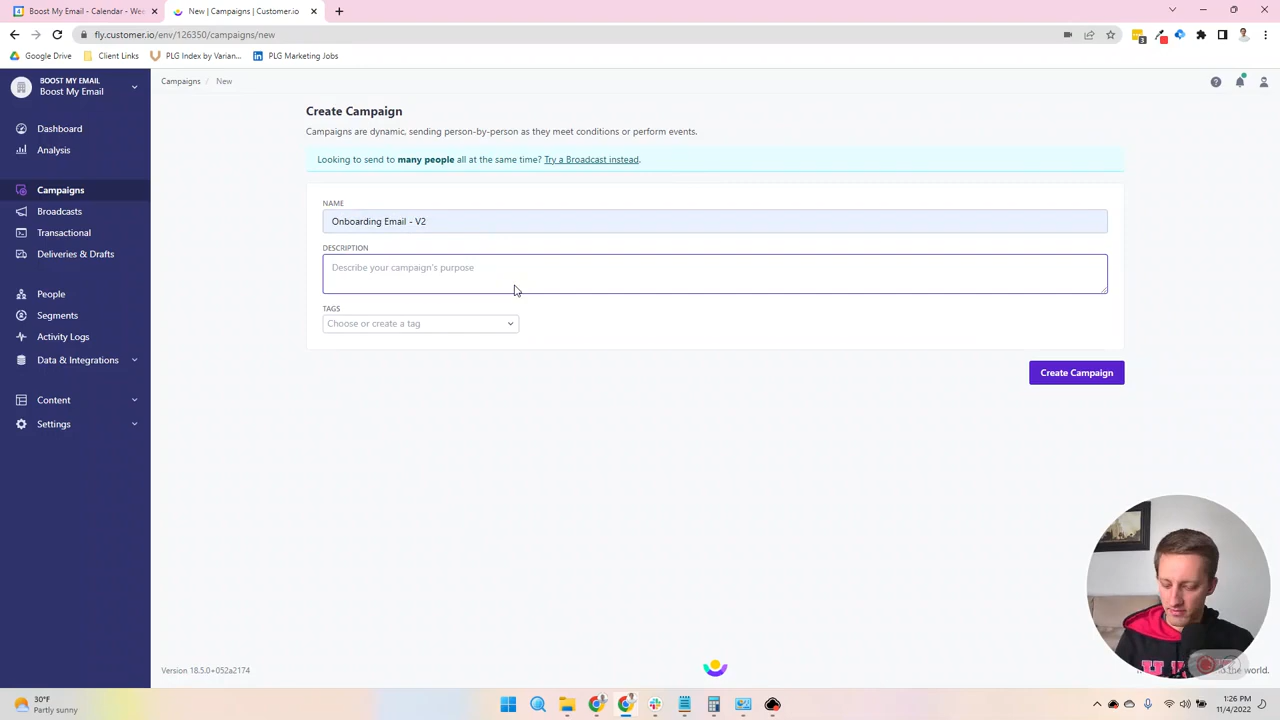 Boost My Email - Calendar - Wee
New | Campaigns | Customer.io
fly.customer.io/env/126350/campaigns/new
3
Google Drive
Client Links
PLG Index by Varian...
PLG Marketing Jobs
BOOST MY EMAIL
Boost My Email
Campaigns / New
Dashboard
Analysis
Campaigns
Broadcasts
Transactional
Deliveries & Drafts
People
Segments
Activity Logs
Data & Integrations
Content
Settings
Create Campaign
Campaigns are dynamic, sending person-by-person as they meet conditions or perform events.
Looking to send to many people all at the same time? Try a Broadcast instead.
NAME
Onboarding Email - V2
DESCRIPTION
Describe your campaign's purpose
TAGS
Choose or create a tag
Create Campaign
Version 18.5.0+052a2174
to the world.
30°F
Partly sunny
1:26 PM
11/4/2022